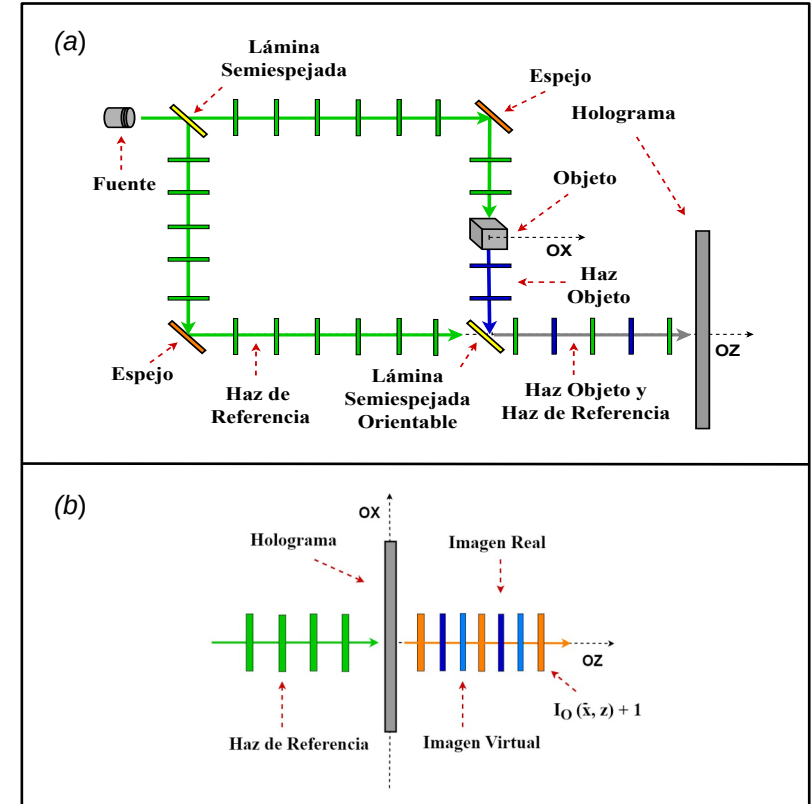 (a)
Lámina
Semiespejada
Espejo
Holograma
Fuente
Objeto
OX
Haz
Objeto
OZ
Espejo
Haz de
Referencia
Lámina
Semiespejada
Orientable
Haz Objeto y
Haz de Referencia
(b)
OX
Holograma
Imagen Real
OZ
I_O (x̄, z) + 1
Haz de Referencia
Imagen Virtual